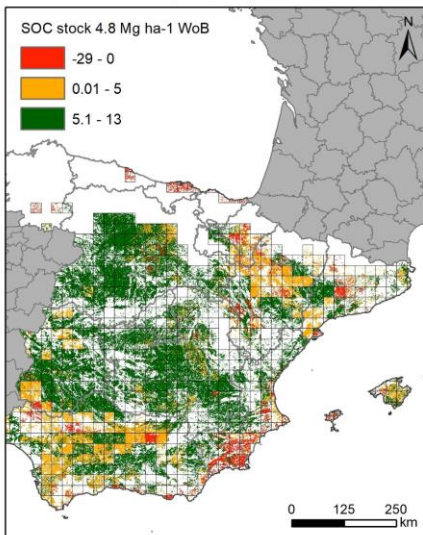 SOC stock 4.8 Mg ha-1 WoB
-29 - 0
0.01 - 5
5.1 - 13
N
0 125 250
km